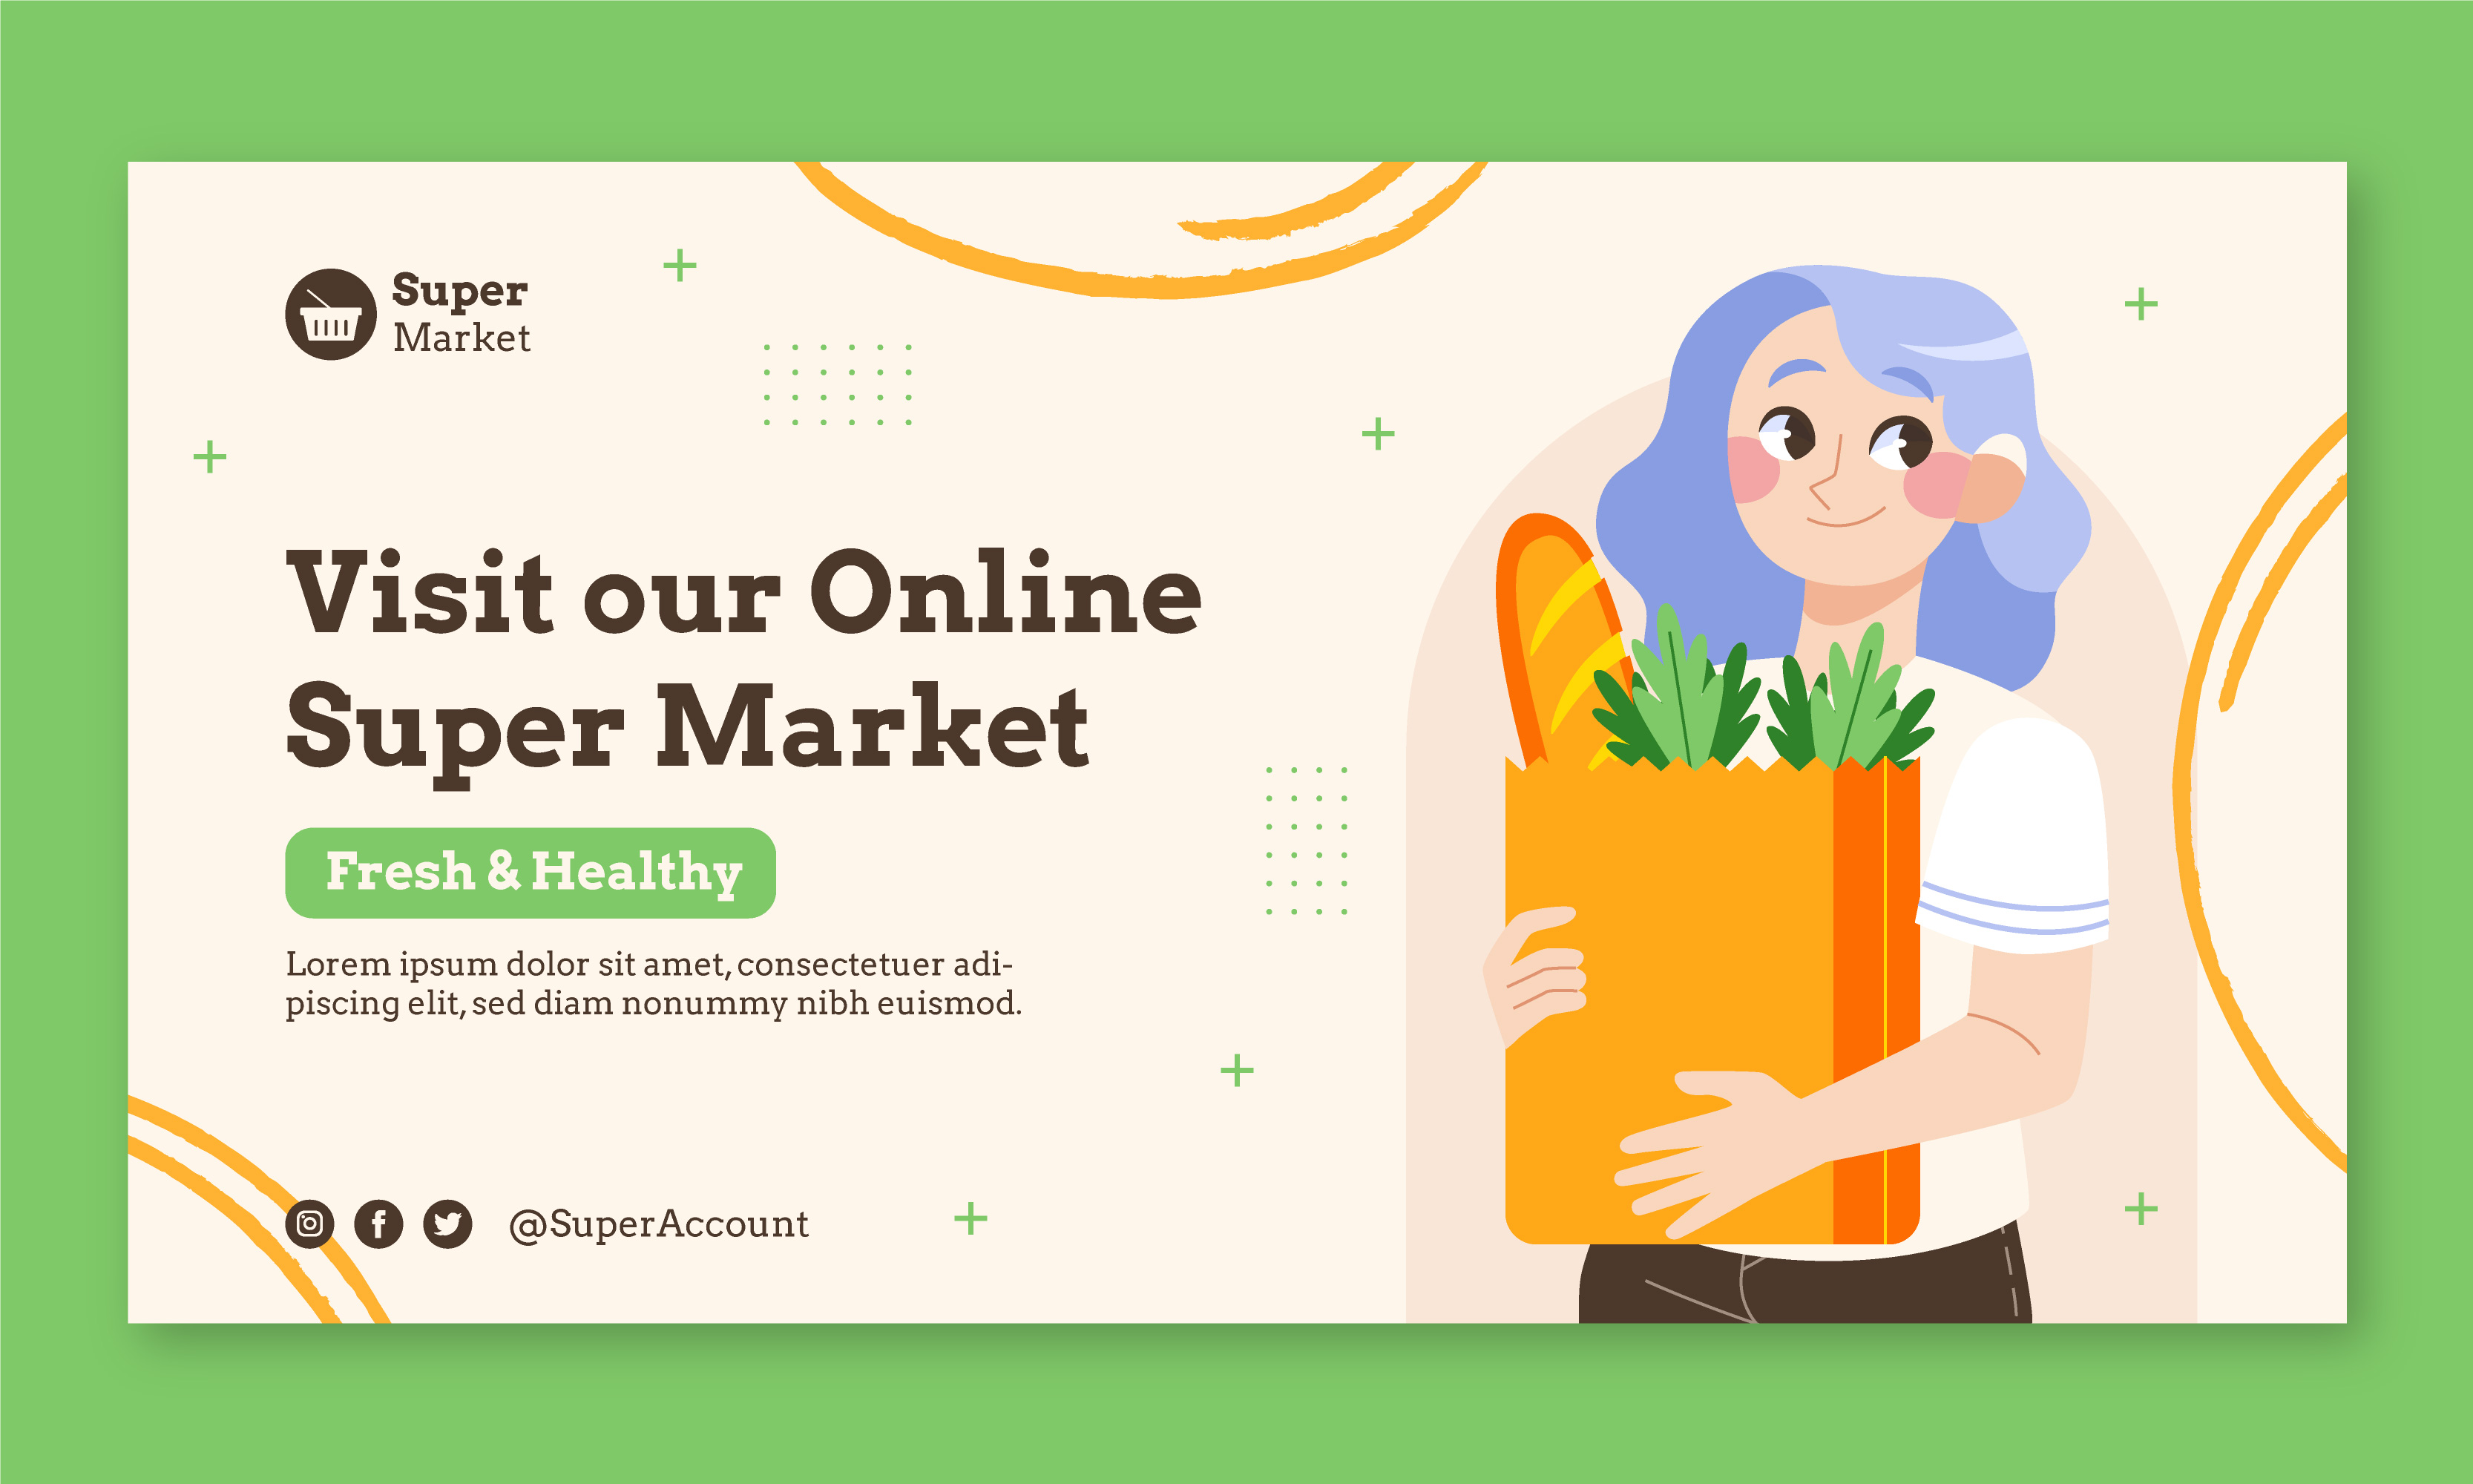 Super
Market
Visit our Online
Super Market
Fresh & Healthy
Lorem ipsum dolor sit amet, consectetuer adi-
piscing elit, sed diam nonummy nibh euismod.
@SuperAccount